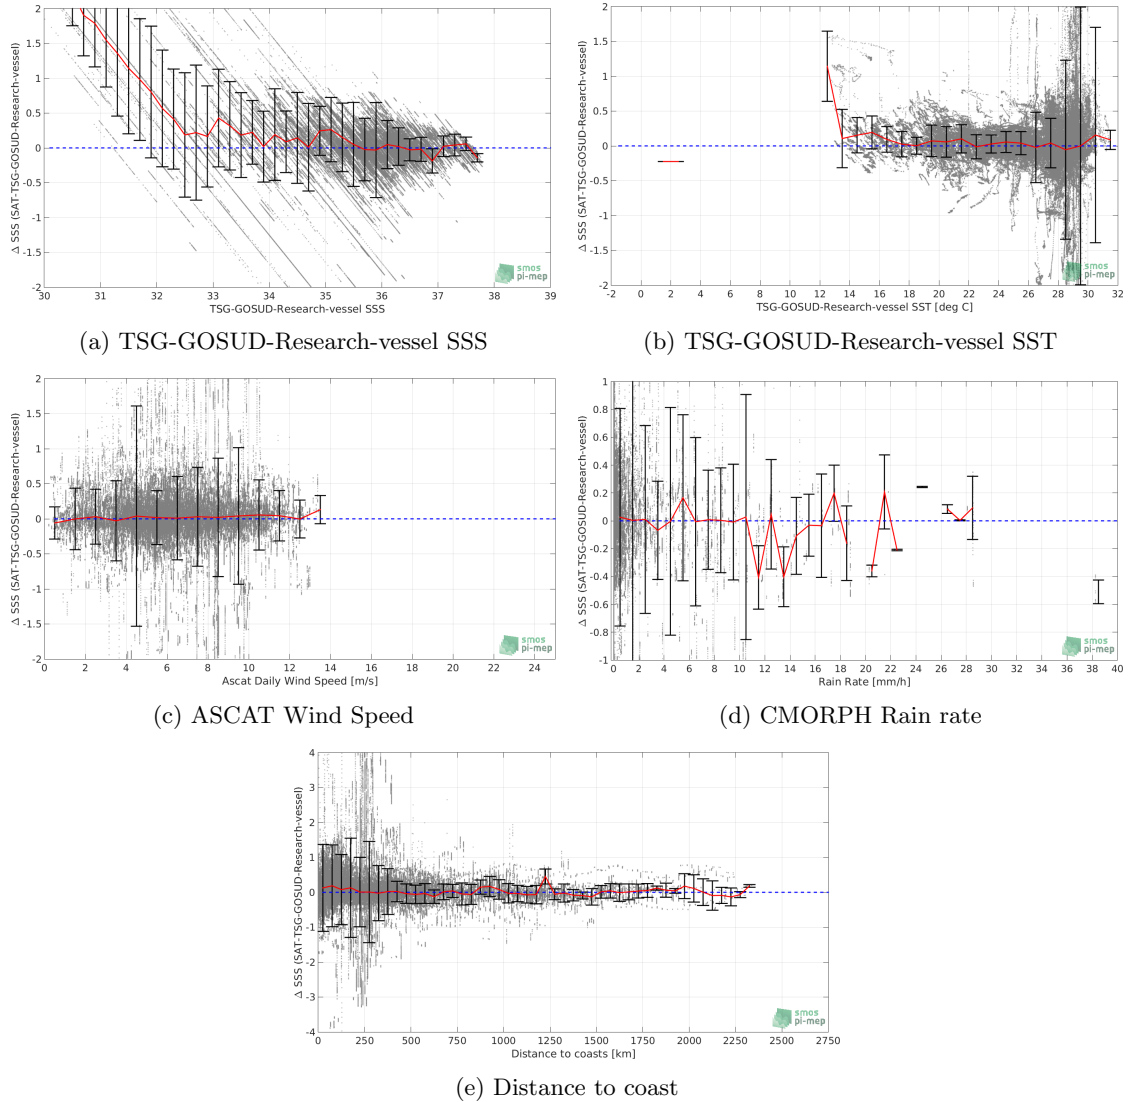 2
1.5
1
0.5
0
-0.5
-1
-1.5
2
Δ SSS (SAT-TSG-GOSUD-Research-vessel)
30 31 32 33 34 35 36 37 38 39
TSG-GOSUD-Research-vessel SSS
smos
pi-mep
(a) TSG-GOSUD-Research-vessel SSS
2
1.5
1
0.5
0
-0.5
-1
-1.5
-2
Δ SSS (SAT-TSG-GOSUD-Research-vessel)
-2 0 2 4 6 8 10 12 14 16 18 20 22 24 26 28 30 32
TSG-GOSUD-Research-vessel SST [deg C]
smos
pi-mep
(b) TSG-GOSUD-Research-vessel SST
2
1.5
1
0.5
0
-0.5
-1
-1.5
-2
Δ SSS (SAT-TSG-GOSUD-Research-vessel)
0 2 4 6 8 10 12 14 16 18 20 22 24
Ascat Daily Wind Speed [m/s]
smos
pi-mep
(c) ASCAT Wind Speed
1
0.8
0.6
0.4
0.2
0
-0.2
-0.4
-0.6
-0.8
-1
Δ SSS (SAT-TSG-GOSUD-Research-vessel)
0 2 4 6 8 10 12 14 16 18 20 22 24 26 28 30 32 34 36 38 40
Rain Rate [mm/h]
smos
pi-mep
(d) CMORPH Rain rate
4
3
2
1
0
-1
-2
-3
-4
Δ SSS (SAT-TSG-GOSUD-Research-vessel)
0 250 500 750 1000 1250 1500 1750 2000 2250 2500 2750
Distance to coasts [km]
smos
pi-mep
(e) Distance to coast